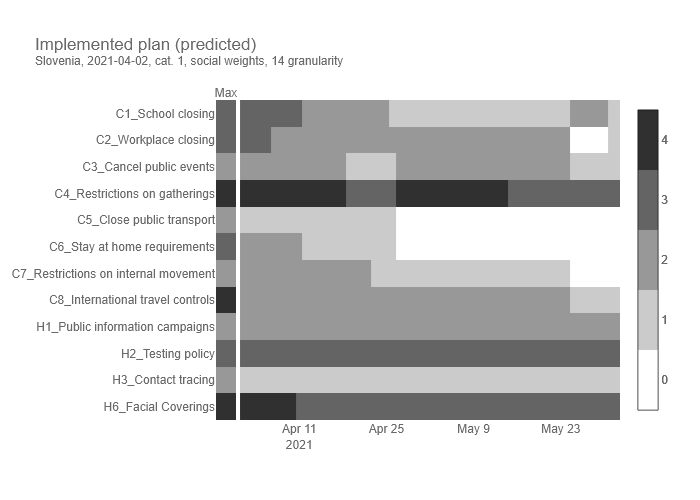 Implemented plan (predicted)
Slovenia, 2021-04-02, cat. 1, social weights, 14 granularity
Max
C1_School closing
C2_Workplace closing
C3_Cancel public events
C4_Restrictions on gatherings
C5_Close public transport
C6_Stay at home requirements
C7_Restrictions on internal movement
C8_International travel controls
H1_Public information campaigns
H2_Testing policy
H3_Contact tracing
H6_Facial Coverings
4
3
2
1
0
Apr 11 Apr 25 May 9 May 23
2021